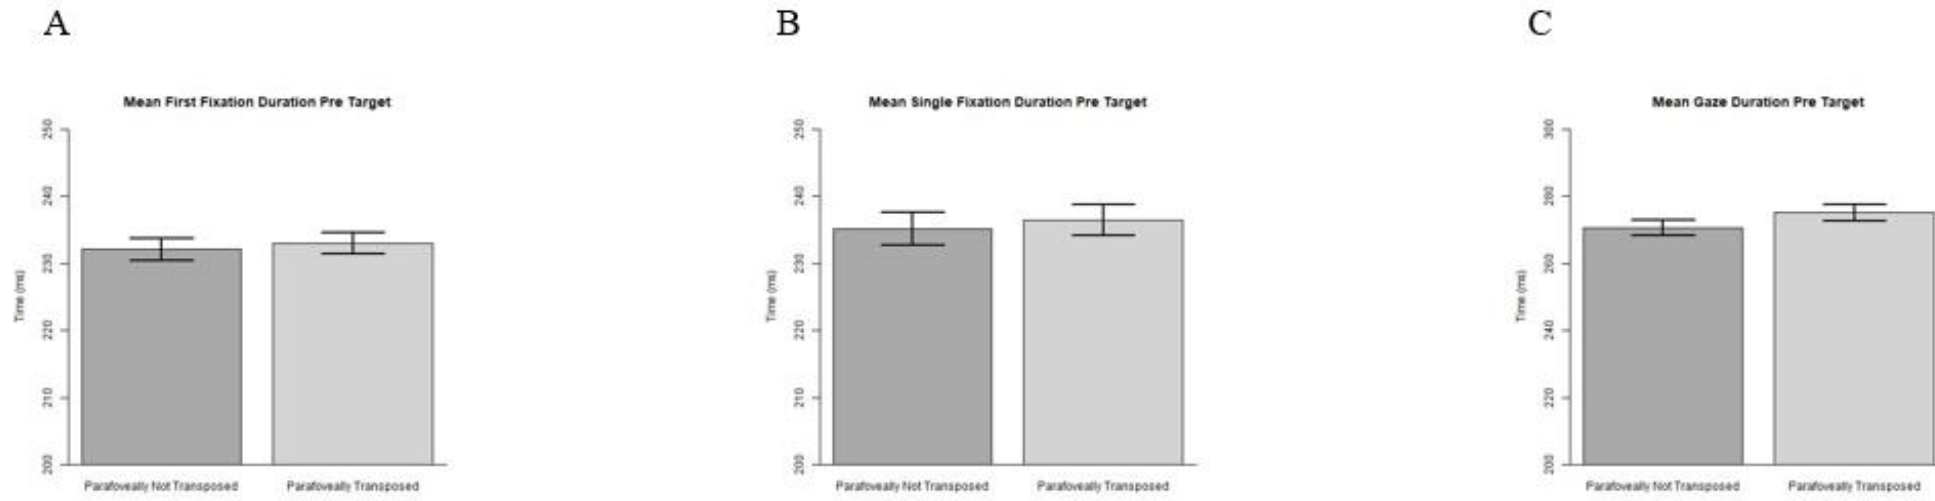 A
Mean First Fixation Duration Pre Target
250
240
230
220
210
200
Time (ms)
Parafoveally Not Transposed
Parafoveally Transposed
B
Mean Single Fixation Duration Pre Target
250
240
230
220
210
200
Time (ms)
Parafoveally Not Transposed
Parafoveally Transposed
C
Mean Gaze Duration Pre Target
300
280
260
240
220
200
Time (ms)
Parafoveally Not Transposed
Parafoveally Transposed